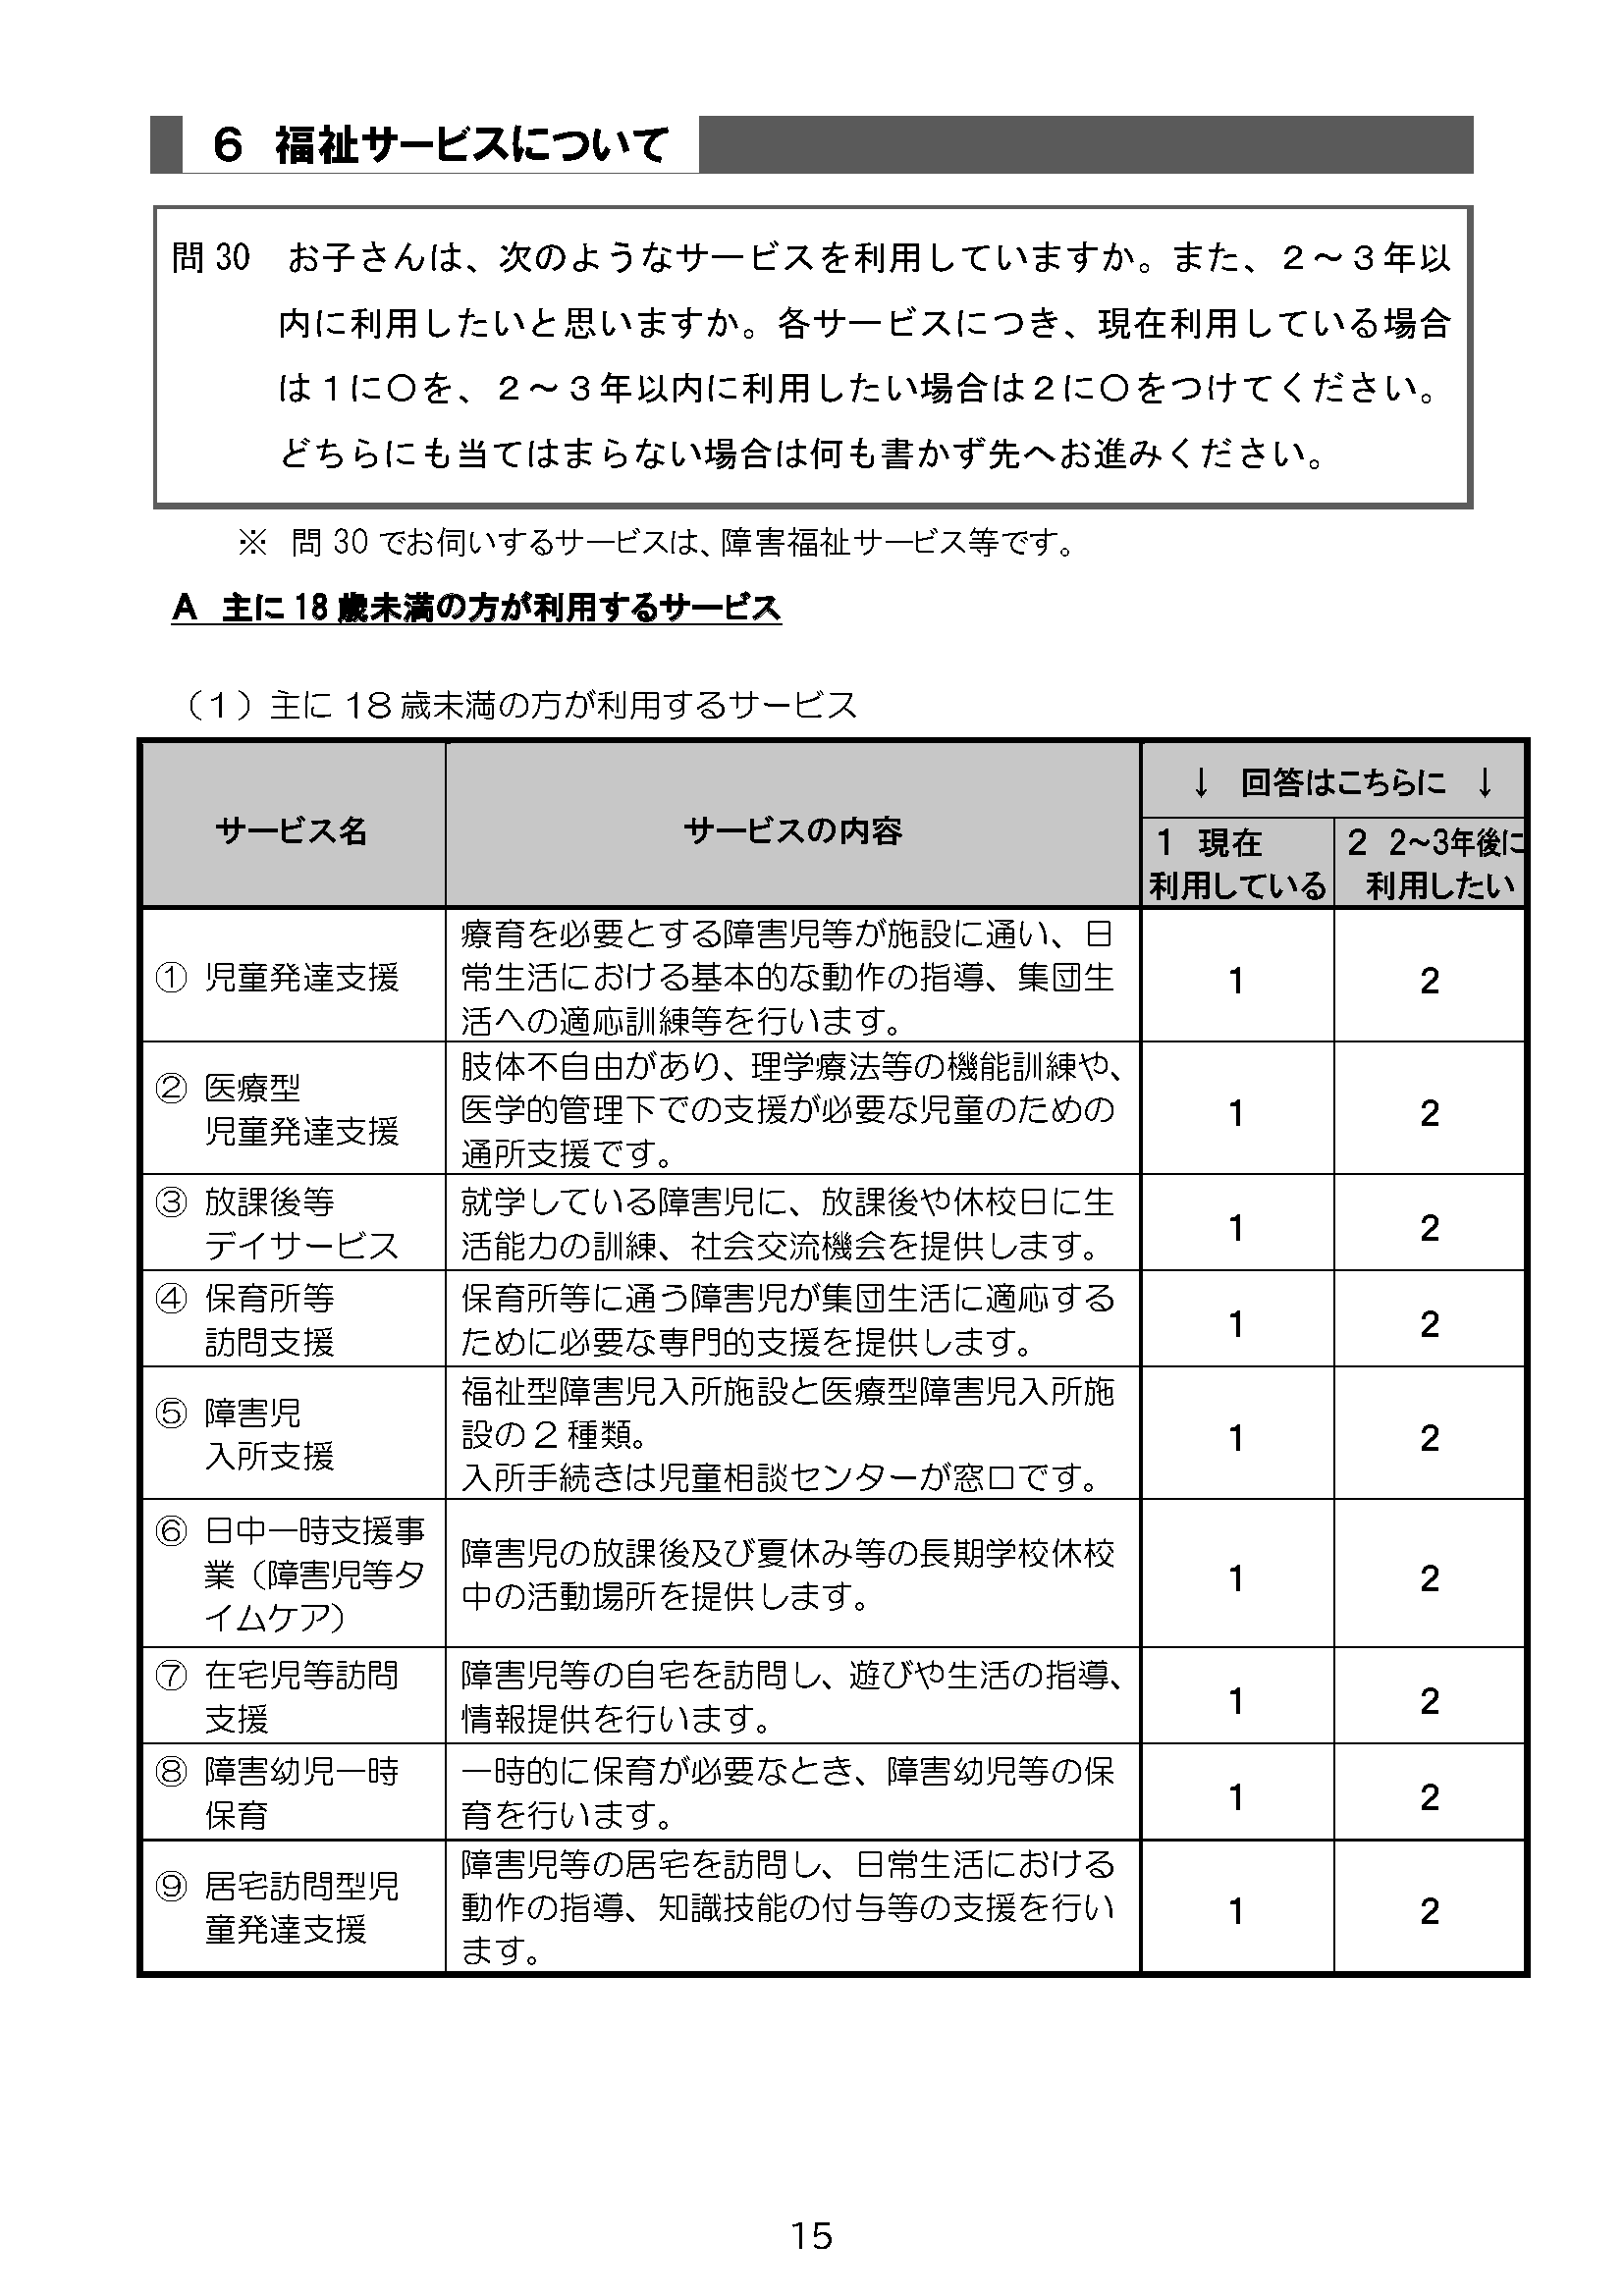 ６　福祉サービスについて
問 30　お子さんは、次のようなサービスを利用していますか。また、２～３年以
内に利用したいと思いますか。各サービスにつき、現在利用している場合
は１に〇を、２～３年以内に利用したい場合は２に〇をつけてください。
どちらにも当てはまらない場合は何も書かず先へお進みください。
※　問 30 でお伺いするサービスは、障害福祉サービス等です。
Ａ　主に 18 歳未満の方が利用するサービス
（１）主に 18 歳未満の方が利用するサービス
サービス名
サービスの内容
↓　回答はこちらに　↓
１　現在
利用している
２　2～3年後に
利用したい
① 児童発達支援
療育を必要とする障害児等が施設に通い、日
常生活における基本的な動作の指導、集団生
活への適応訓練等を行います。
1
2
② 医療型
児童発達支援
肢体不自由があり、理学療法等の機能訓練や、
医学的管理下での支援が必要な児童のための
通所支援です。
1
2
③ 放課後等
デイサービス
就学している障害児に、放課後や休校日に生
活能力の訓練、社会交流機会を提供します。
1
2
④ 保育所等
訪問支援
保育所等に通う障害児が集団生活に適応する
ために必要な専門的支援を提供します。
1
2
⑤ 障害児
入所支援
福祉型障害児入所施設と医療型障害児入所施
設の２種類。
入所手続きは児童相談センターが窓口です。
1
2
⑥ 日中一時支援事
業（障害児等タ
イムケア）
障害児の放課後及び夏休み等の長期学校休校
中の活動場所を提供します。
1
2
⑦ 在宅児等訪問
支援
障害児等の自宅を訪問し、遊びや生活の指導、
情報提供を行います。
1
2
⑧ 障害幼児一時
保育
一時的に保育が必要なとき、障害幼児等の保
育を行います。
1
2
⑨ 居宅訪問型児
童発達支援
障害児等の居宅を訪問し、日常生活における
動作の指導、知識技能の付与等の支援を行い
ます。
1
2
15